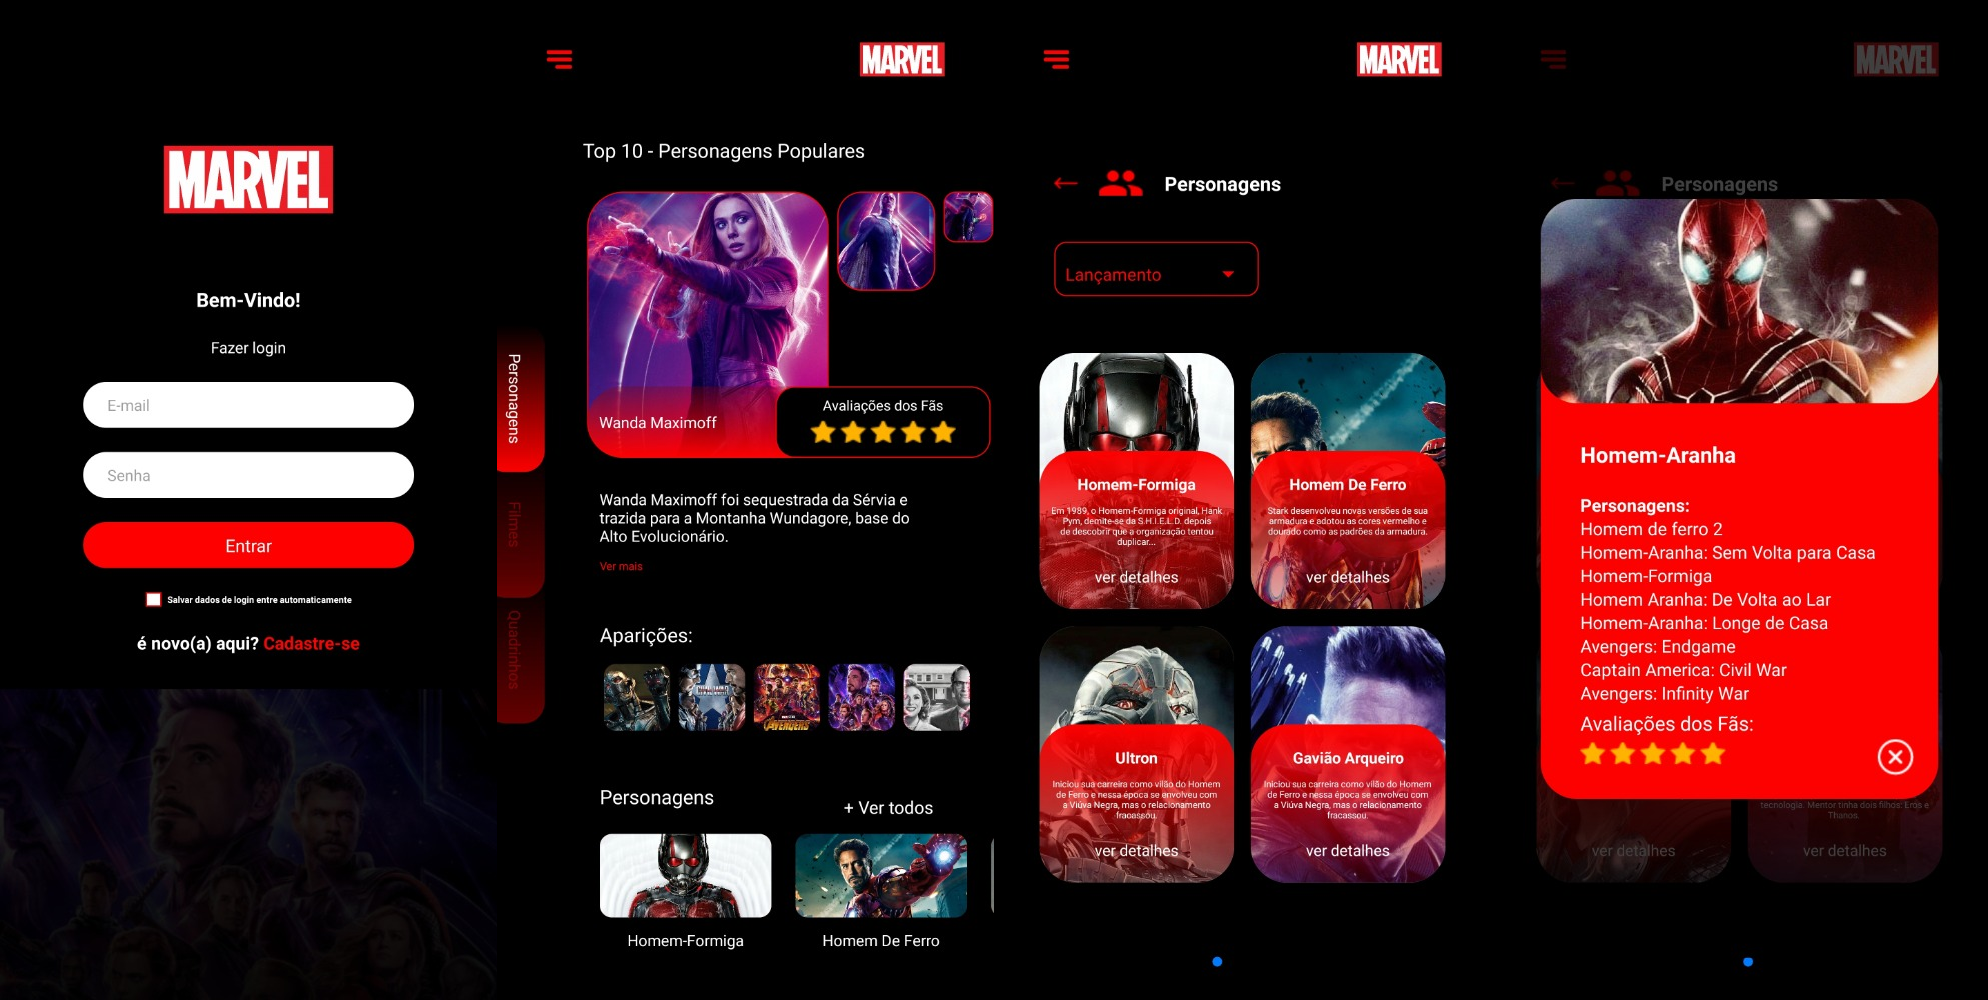 MARVEL
Bem-Vindo!
Fazer login
E-mail
Senha
Entrar
Salvar dados de login entre automaticamente
é novo(a) aqui? Cadastre-se
MARVEL
Top 10 - Personagens Populares
Personagens
Filmes
Quadrinhos
Wanda Maximoff
Avaliações dos Fãs
Wanda Maximoff foi sequestrada da Sérvia e
trazida para a Montanha Wundagore, base do
Alto Evolucionário.
Ver mais
Aparições:
AVENGERS
Personagens
+ Ver todos
Homem-Formiga
Homem De Ferro
MARVEL
Personagens
Lançamento
Homem-Formiga
Em 1989, o Homem-Formiga original, Hank
Pym, demite-se da S.H.I.E.L.D. depois
de descobrir que a organização tentou
duplicar...
ver detalhes
Homem De Ferro
Stark desenvolveu novas versões de sua
armadura e adotou as cores vermelho e
dourado como as padrões da armadura.
ver detalhes
Ultron
Iniciou sua carreira como vilão do Homem
de Ferro e nessa época se envolveu com
a Viúva Negra, mas o relacionamento
fracassou.
ver detalhes
Gavião Arqueiro
Iniciou sua carreira como vilão do Homem
de Ferro e nessa época se envolveu com
a Viúva Negra, mas o relacionamento
fracassou.
ver detalhes
MARVEL
Personagens
Homem-Aranha
Personagens:
Homem de ferro 2
Homem-Aranha: Sem Volta para Casa
Homem-Formiga
Homem Aranha: De Volta ao Lar
Homem-Aranha: Longe de Casa
Avengers: Endgame
Captain America: Civil War
Avengers: Infinity War
Avaliações dos Fãs:
tecnologia. Mentor tinha dois filhos: Eros e
Thanos.
ver detalhes
ver detalhes